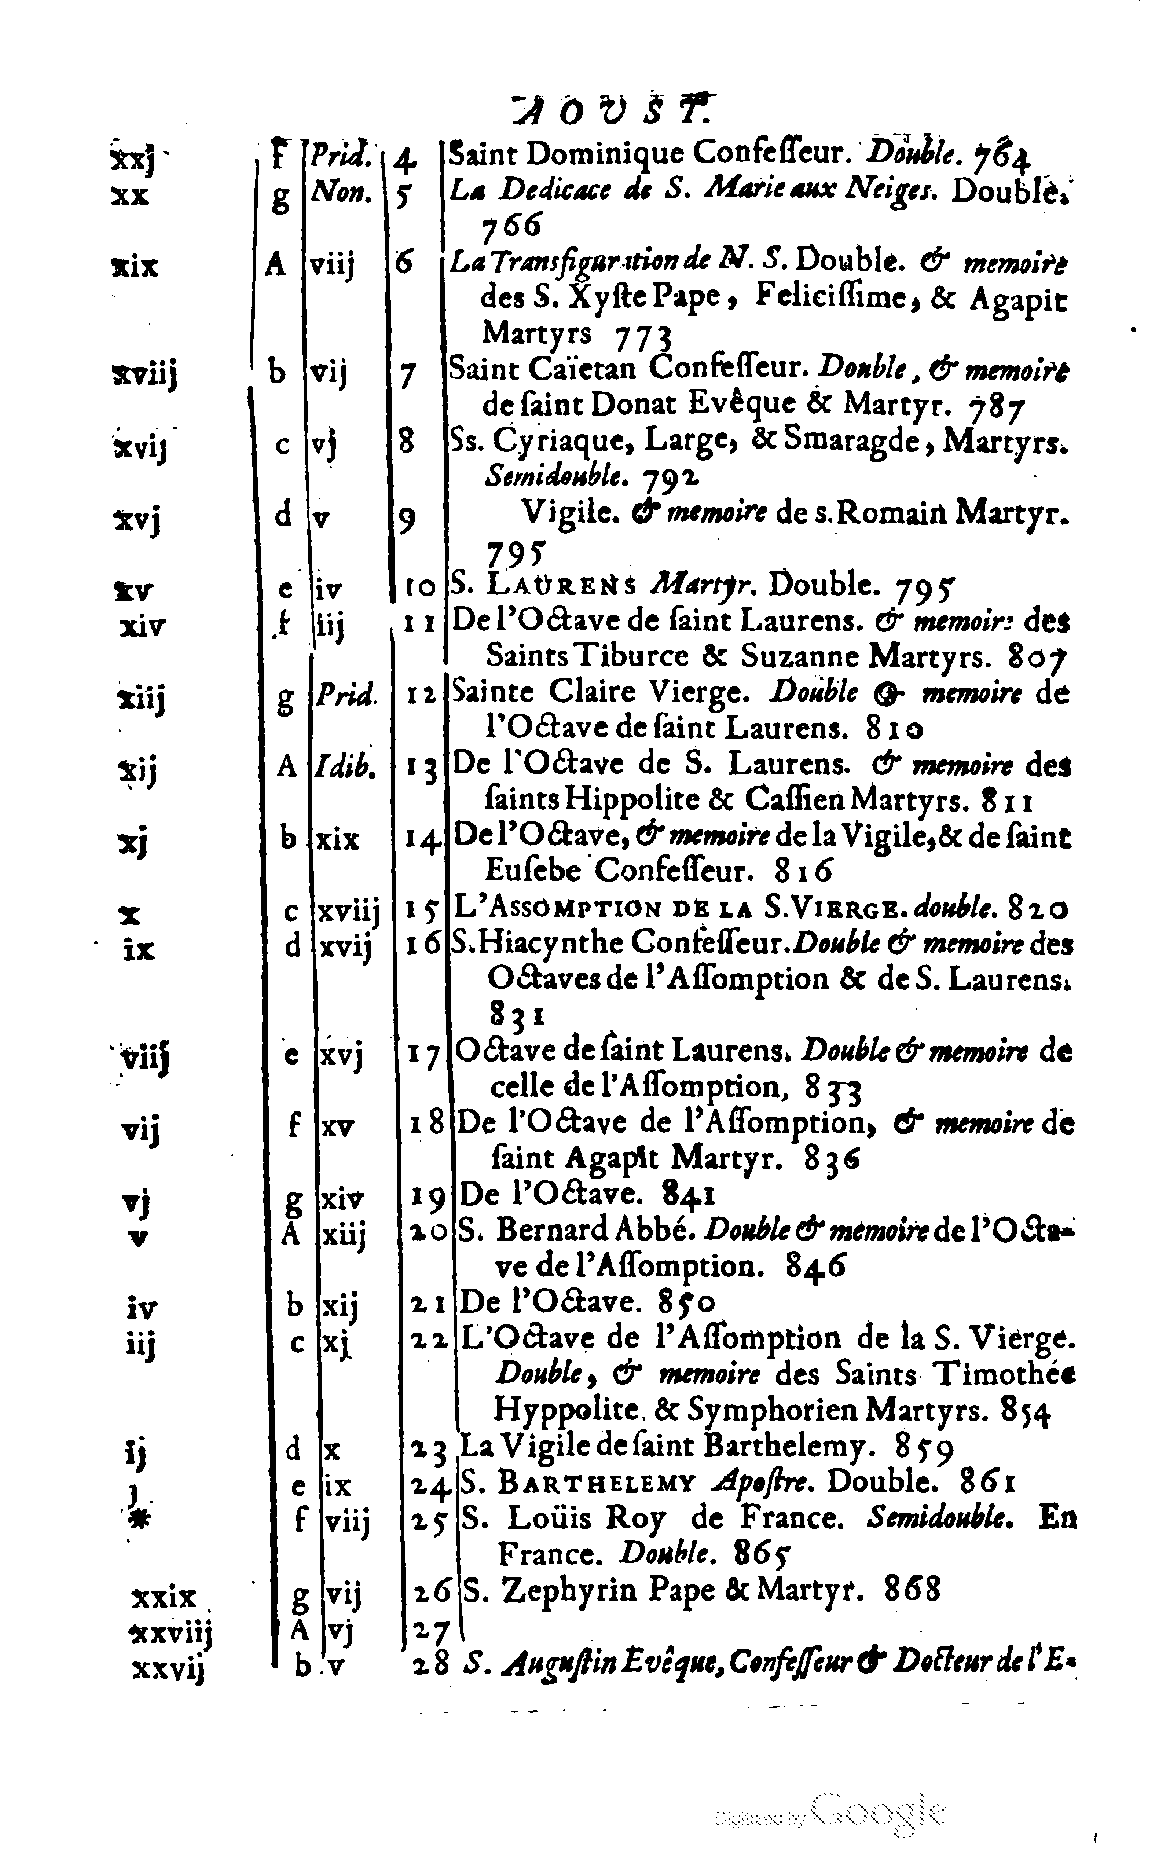 AOUST.
xxj f Prid. 4 Saint Dominique Confeſſeur. Double. 764
xx g Non. 5 La Dedicace de S. Marie aux Neiges. Double.
766
xix A viij 6 La Transfiguration de N. S. Double. & memoire
des S. Xyſte Pape, Feliciſſime, & Agapit
Martyrs 773
xviij b vij 7 Saint Caïetan Confeſſeur. Double, & memoire
de ſaint Donat Evêque & Martyr. 787
xvij c vj 8 Ss. Cyriaque, Large, & Smaragde, Martyrs.
Semidouble. 792
xvj d v 9 Vigile. & memoire de s. Romain Martyr.
795
xv e iv 10 S. LAURENS Martyr. Double. 795
xiv f iij 11 De l'Octave de ſaint Laurens. & memoire des
Saints Tiburce & Suzanne Martyrs. 807
xiij g Prid. 12 Sainte Claire Vierge. Double & memoire de
l'Octave de ſaint Laurens. 810
xij A Idib. 13 De l'Octave de S. Laurens. & memoire des
ſaints Hippolite & Caſſien Martyrs. 811
xj b xix 14 De l'Octave, & memoire de la Vigile, & de ſaint
Euſebe Confeſſeur. 816
x c xviij 15 L'ASSOMPTION DE LA S. VIERGE. double. 820
ix d xvij 16 S. Hiacynthe Confeſſeur. Double & memoire des
Octaves de l'Aſſomption & de S. Laurens.
831
viij e xvj 17 Octave de ſaint Laurens. Double & memoire de
celle de l'Aſſomption, 833
vij f xv 18 De l'Octave de l'Aſſomption, & memoire de
ſaint Agapit Martyr. 836
vj g xiv 19 De l'Octave. 841
v A xiij 20 S. Bernard Abbé. Double & memoire de l'Octa-
ve de l'Aſſomption. 846
iv b xij 21 De l'Octave. 850
iij c xj 22 L'Octave de l'Aſſomption de la S. Vierge.
Double, & memoire des Saints Timothée
Hyppolite, & Symphorien Martyrs. 854
ij d x 23 La Vigile de ſaint Barthelemy. 859
j e ix 24 S. BARTHELEMY Apoſtre. Double. 861
* f viij 25 S. Loüis Roy de France. Semidouble. En
France. Double. 865
xxix g vij 26 S. Zephyrin Pape & Martyr. 868
xxviij A vj 27
xxvij b v 28 S. Auguſtin Evêque, Confeſſeur & Docteur de l'E-
Digitized by Google